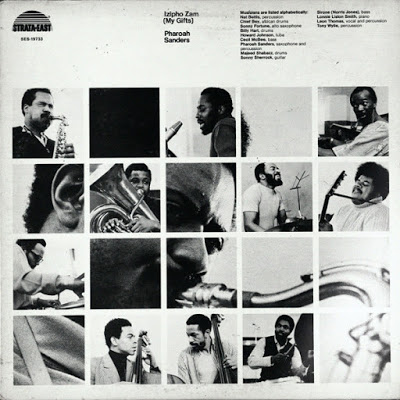 STRATA-EAST
SES-19733
Izipho Zam
(My Gifts)
Pharoah
Sanders
Musicians are listed alphabetically:
Nat Bettis, percussion
Chief Bey, african drums
Sonny Fortune, alto saxophone
Billy Hart, drums
Howard Johnson, tuba
Cecil McBee, bass
Pharoah Sanders, saxophone and
percussion
Majeed Shabazz, drums
Sonny Sharrock, guitar
Sirone (Norris Jones), bass
Lonnie Liston Smith, piano
Leon Thomas, vocal and percussion
Tony Wylie, percussion